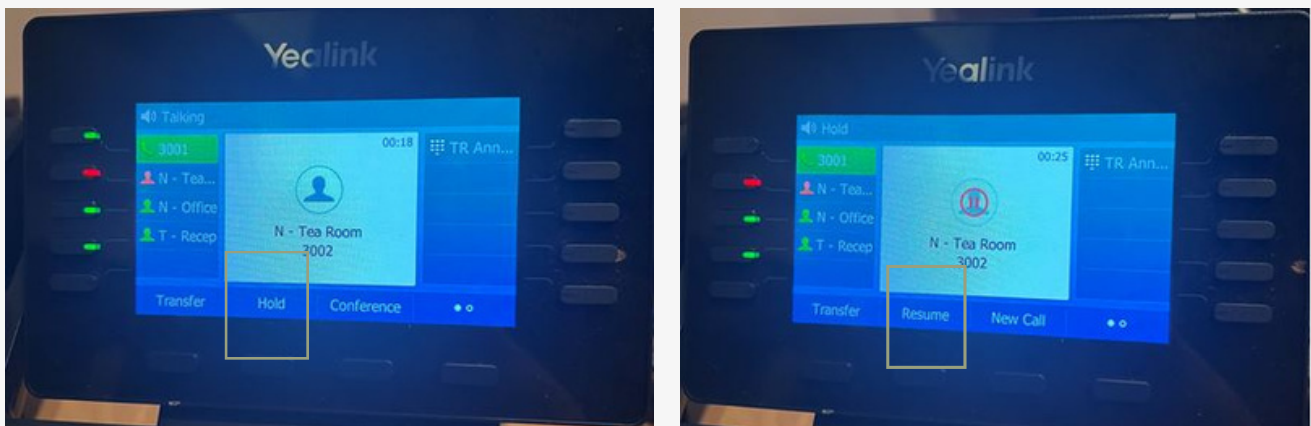 Yealink
Talking
3001
00:18
TR Ann...
N - Tea...
N - Office
T - Recep
N - Tea Room
3002
Transfer
Hold
Conference
Yealink
Hold
3001
00:25
TR Ann...
N - Tea...
N - Office
T - Recep
N - Tea Room
3002
Transfer
Resume
New Call